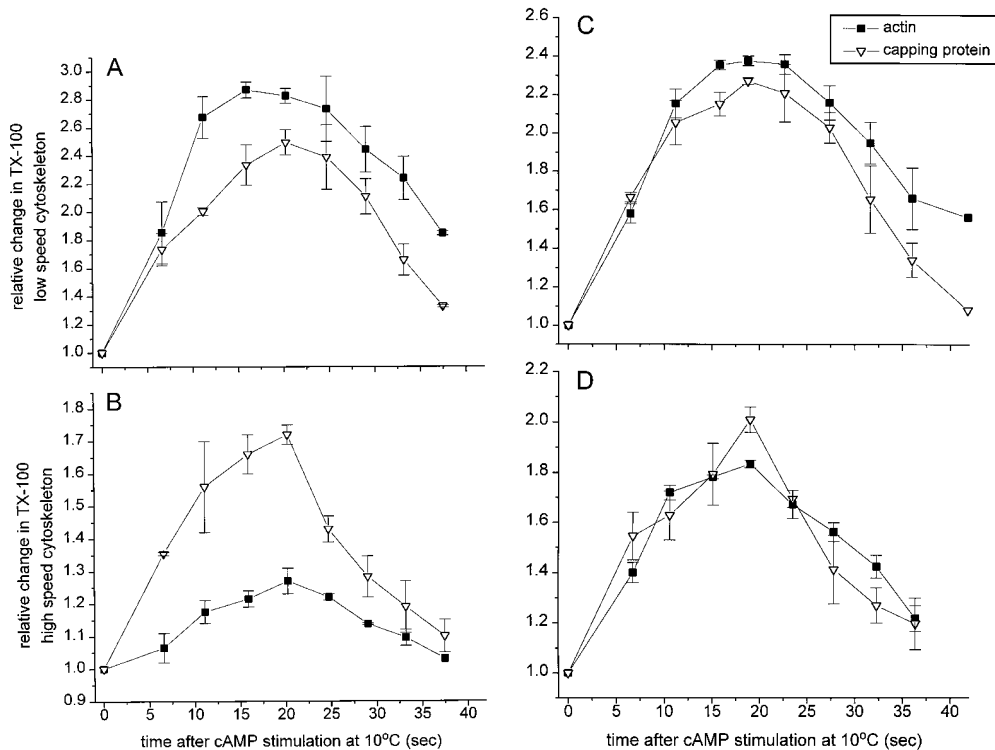 A
3.0
2.8
2.6
2.4
2.2
2.0
1.8
1.6
1.4
1.2
1.0
relative change in TX-100
low speed cytoskeleton
B
1.8
1.7
1.6
1.5
1.4
1.3
1.2
1.1
1.0
0.9
relative change in TX-100
high speed cytoskeleton
0 5 10 15 20 25 30 35 40
time after cAMP stimulation at 10°C (sec)
C
actin
capping protein
2.6
2.4
2.2
2.0
1.8
1.6
1.4
1.2
1.0
D
2.2
2.0
1.8
1.6
1.4
1.2
1.0
0 5 10 15 20 25 30 35 40
time after cAMP stimulation at 10°C (sec)